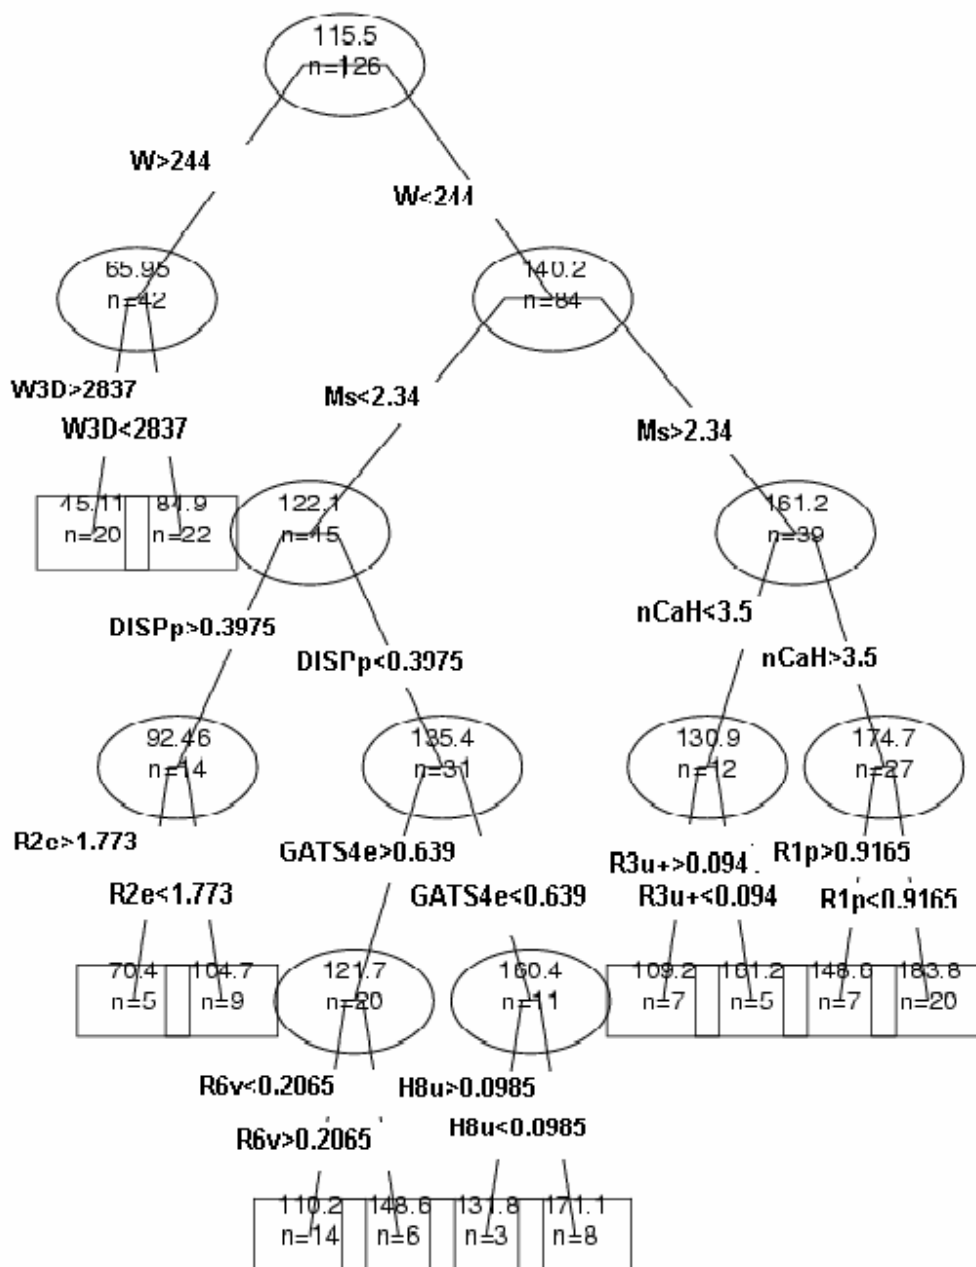 115.5
n=126
W>244
W<244
65.95
n=42
140.2
n=84
W3D>2837
Ms<2.34
W3D<2837
Ms>2.34
45.11
n=20
84.9
n=22
122.1
n=45
161.2
n=39
nCaH<3.5
DISPp>0.3975
DISPp<0.3975
nCaH>3.5
92.46
n=14
135.4
n=31
130.9
n=12
174.7
n=27
R2e>1.773
GATS4e>0.639
R3u+>0.094
R1p>0.9165
R2e<1.773
GATS4e<0.639
R3u+<0.094
R1p<0.9165
70.4
n=5
104.7
n=9
121.7
n=20
160.4
n=11
109.2
n=7
161.2
n=5
148.6
n=7
183.8
n=20
R6v<0.2065
H8u>0.0985
R6v>0.2065
H8u<0.0985
110.2
n=14
148.6
n=6
131.8
n=3
171.1
n=8